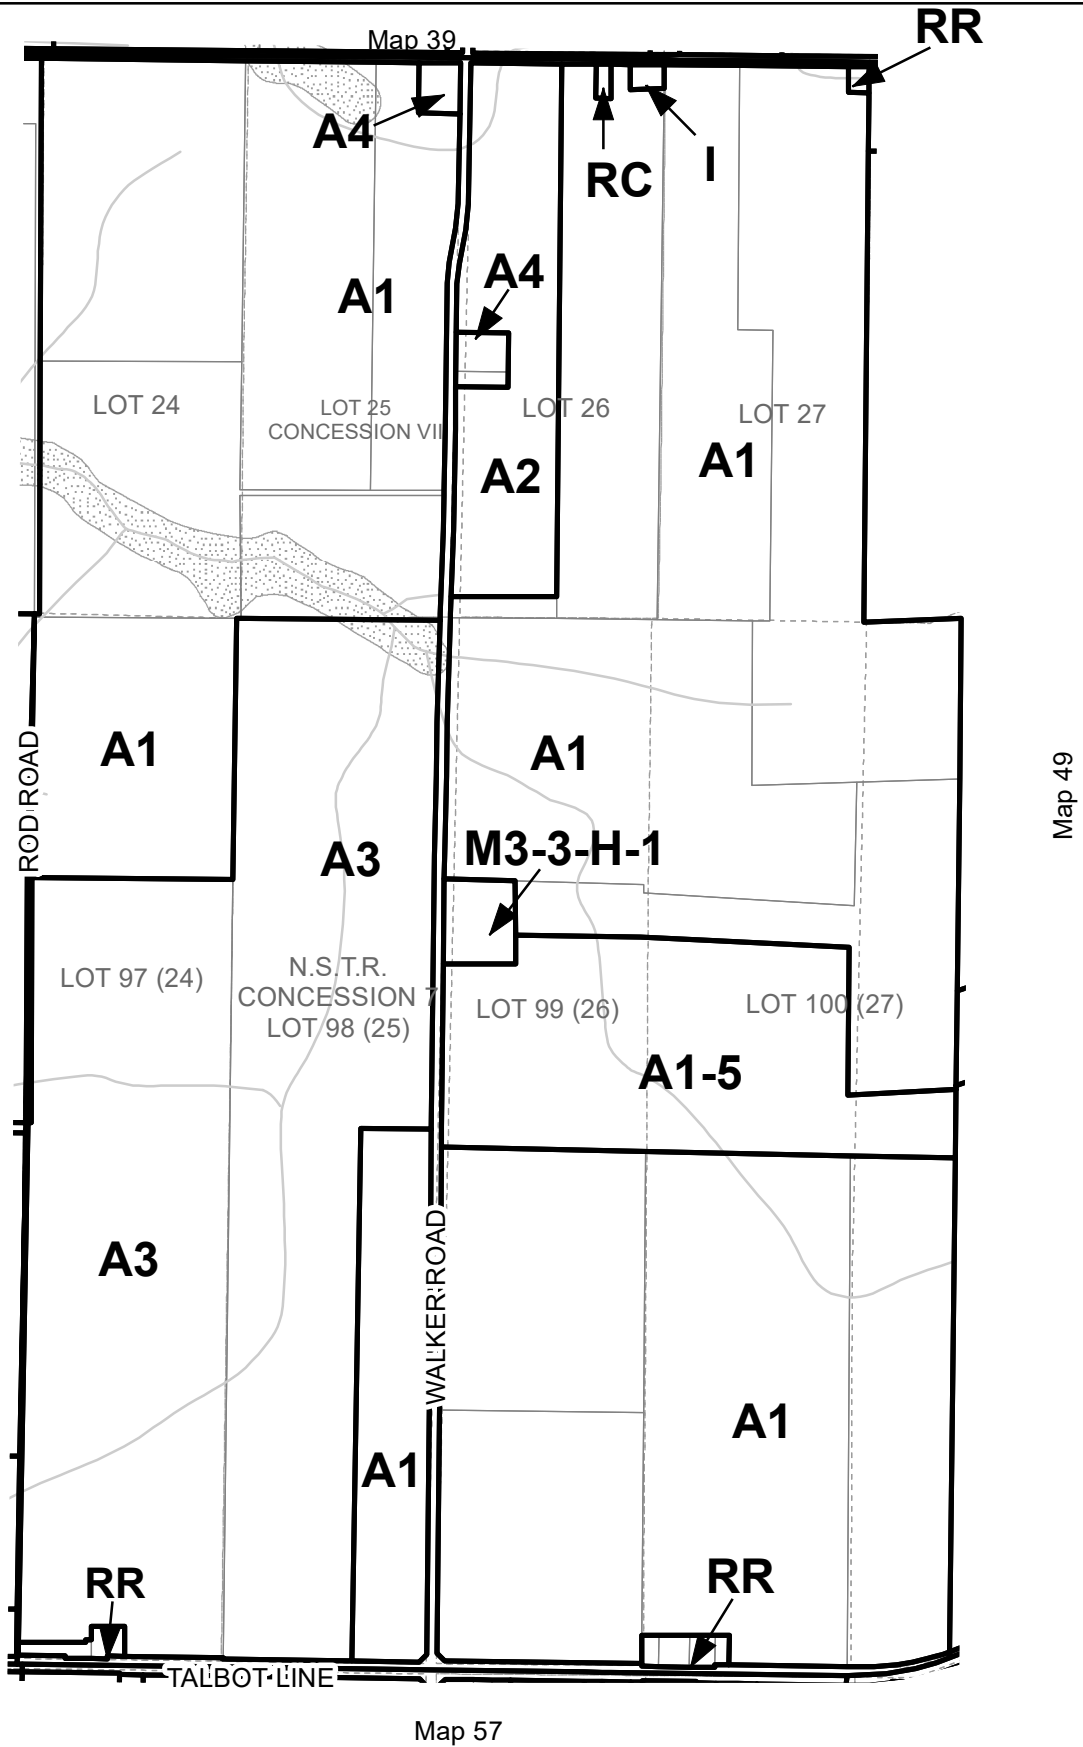 Map 39
RR
A4
RC
I
A1
A4
LOT 24
LOT 25
CONCESSION VII
LOT 26
LOT 27
A2
A1
ROD ROAD
A1
A1
Map 49
A3
M3-3-H-1
LOT 97 (24)
N.S.T.R.
CONCESSION 7
LOT 98 (25)
LOT 99 (26)
LOT 100 (27)
A1-5
A3
WALKER ROAD
A1
A1
RR
RR
TALBOT LINE
Map 57